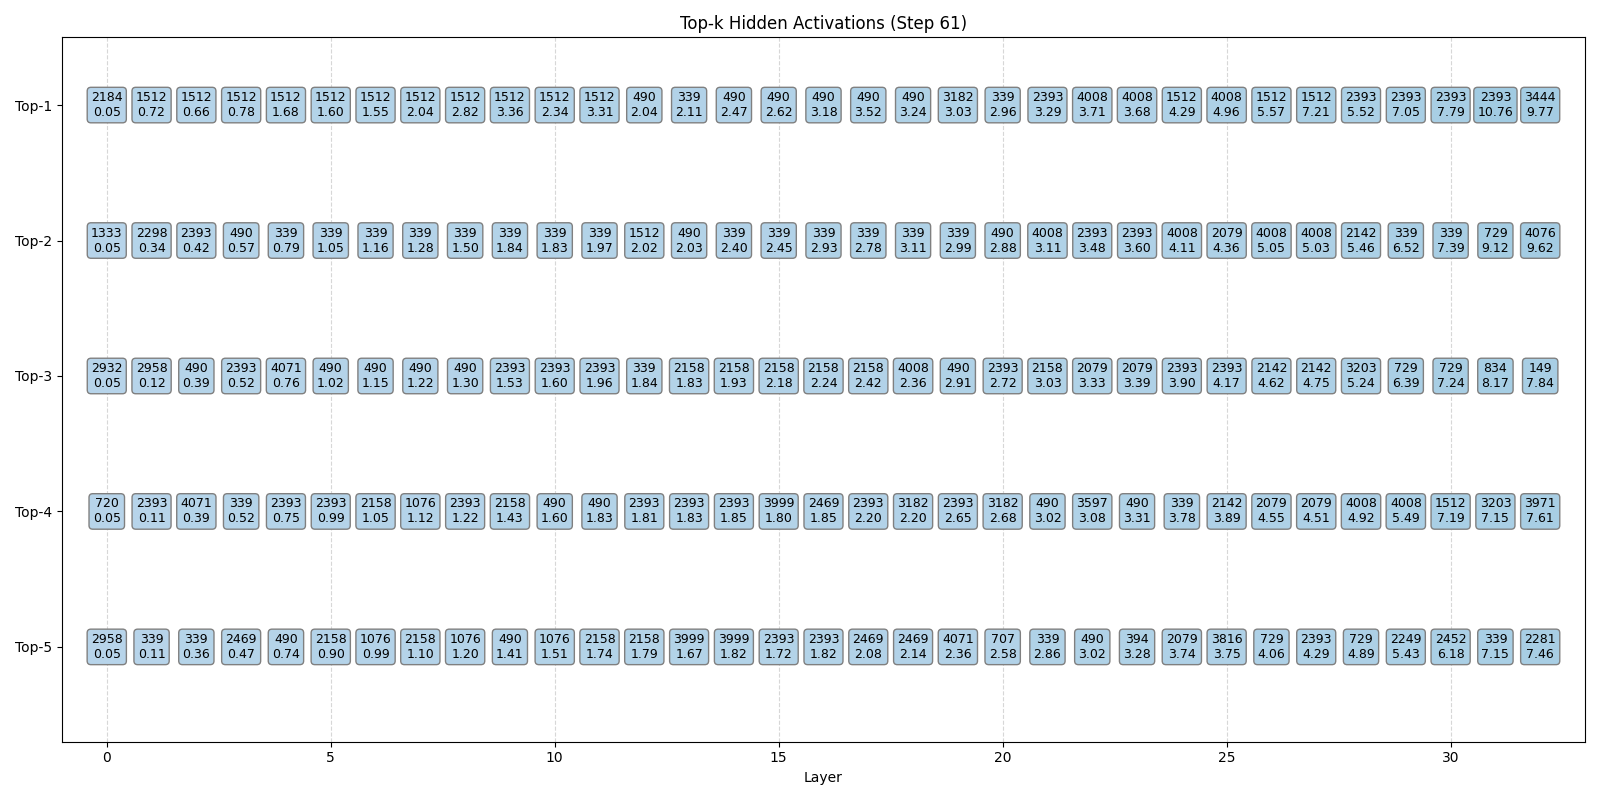 Top-k Hidden Activations (Step 61)
Top-1
2184 1512 1512 1512 1512 1512 1512 1512 1512 1512 1512 1512 490 339 490 490 490 490 490 3182 339 2393 4008 4008 1512 4008 1512 1512 2393 2393 2393 2393 3444
0.05 0.72 0.66 0.78 1.68 1.60 1.55 2.04 2.82 3.36 2.34 3.31 2.04 2.11 2.47 2.62 3.18 3.52 3.24 3.03 2.96 3.29 3.71 3.68 4.29 4.96 5.57 7.21 5.52 7.05 7.79 10.76 9.77
Top-2
1333 2298 2393 490 339 339 339 339 339 339 339 339 1512 490 339 339 339 339 339 339 490 4008 2393 2393 4008 2079 4008 4008 2142 339 339 729 4076
0.05 0.34 0.42 0.57 0.79 1.05 1.16 1.28 1.50 1.84 1.83 1.97 2.02 2.03 2.40 2.45 2.93 2.78 3.11 2.99 2.88 3.11 3.48 3.60 4.11 4.36 5.05 5.03 5.46 6.52 7.39 9.12 9.62
Top-3
2932 2958 490 2393 4071 490 490 490 490 2393 2393 2393 339 2158 2158 2158 2158 2158 4008 490 2393 2158 2079 2079 2393 2393 2142 2142 3203 729 729 834 149
0.05 0.12 0.39 0.52 0.76 1.02 1.15 1.22 1.30 1.53 1.60 1.96 1.84 1.83 1.93 2.18 2.24 2.42 2.36 2.91 2.72 3.03 3.33 3.39 3.90 4.17 4.62 4.75 5.24 6.39 7.24 8.17 7.84
Top-4
720 2393 4071 339 2393 2393 2158 1076 2393 2158 490 490 2393 2393 2393 3999 2469 2393 3182 2393 3182 490 3597 490 339 2142 2079 2079 4008 4008 1512 3203 3971
0.05 0.11 0.39 0.52 0.75 0.99 1.05 1.12 1.22 1.43 1.60 1.83 1.81 1.83 1.85 1.80 1.85 2.20 2.20 2.65 2.68 3.02 3.08 3.31 3.78 3.89 4.55 4.51 4.92 5.49 7.19 7.15 7.61
Top-5
2958 339 339 2469 490 2158 1076 2158 1076 490 1076 2158 2158 3999 3999 2393 2393 2469 2469 4071 707 339 490 394 2079 3816 729 2393 729 2249 2452 339 2281
0.05 0.11 0.36 0.47 0.74 0.90 0.99 1.10 1.20 1.41 1.51 1.74 1.79 1.67 1.82 1.72 1.82 2.08 2.14 2.36 2.58 2.86 3.02 3.28 3.74 3.75 4.06 4.29 4.89 5.43 6.18 7.15 7.46
0 5 10 15 20 25 30
Layer